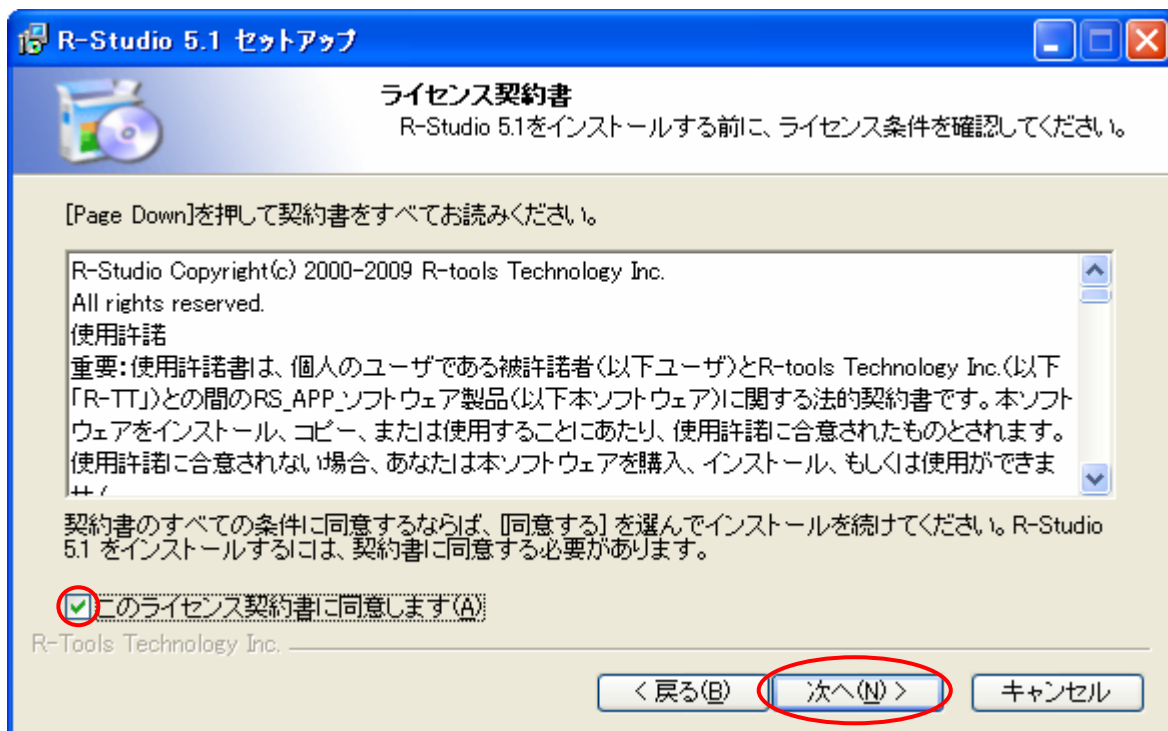 R-Studio 5.1 セットアップ
ライセンス契約書
R-Studio 5.1をインストールする前に、ライセンス条件を確認してください。
[Page Down]を押して契約書をすべてお読みください。
R-Studio Copyright(c) 2000-2009 R-tools Technology Inc.
All rights reserved.
使用許諾
重要：使用許諾書は、個人のユーザである被許諾者（以下ユーザ）とR-tools Technology Inc.（以下
「R-TT」）との間のRS_APP_ソフトウェア製品（以下本ソフトウェア）に関する法的契約書です。本ソフト
ウェアをインストール、コピー、または使用することにあたり、使用許諾に合意されたものとされます。
使用許諾に合意されない場合、あなたは本ソフトウェアを購入、インストール、もしくは使用ができま
契約書のすべての条件に同意するならば、[同意する] を選んでインストールを続けてください。R-Studio
5.1 をインストールするには、契約書に同意する必要があります。
このライセンス契約書に同意します(A)
R-Tools Technology Inc.
< 戻る(B)
次へ(N) >
キャンセル